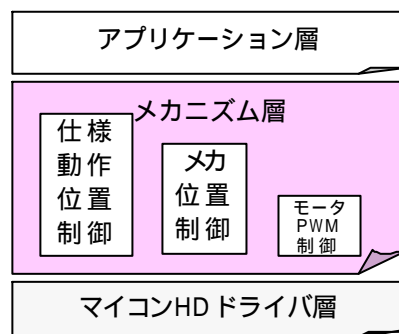 アプリケーション層
メカニズム層
仕様
動作
位置
制御
メカ
位置
制御
モータ
PWM
制御
マイコンHDドライバ層